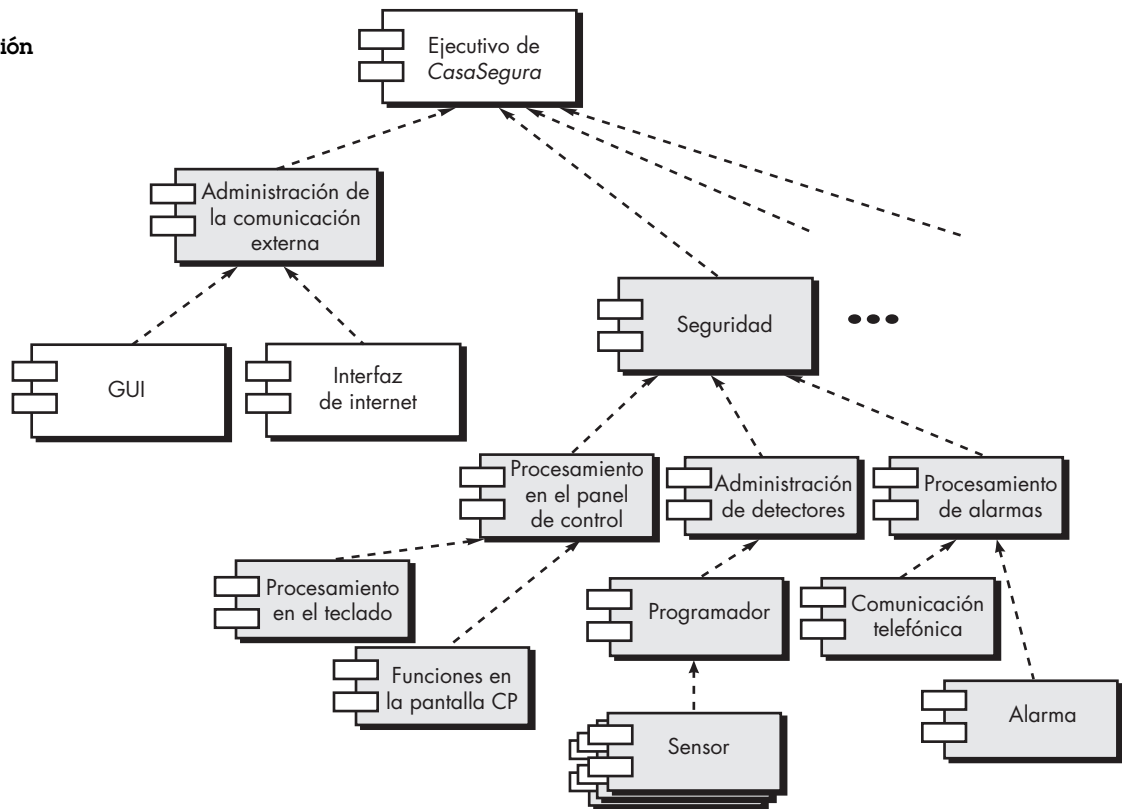 ión
Ejecutivo de
CasaSegura
Administración de
la comunicación
externa
Seguridad
GUI
Interfaz
de internet
Procesamiento
en el panel
de control
Administración
de detectores
Procesamiento
de alarmas
Procesamiento
en el teclado
Programador
Comunicación
telefónica
Funciones en
la pantalla CP
Sensor
Alarma